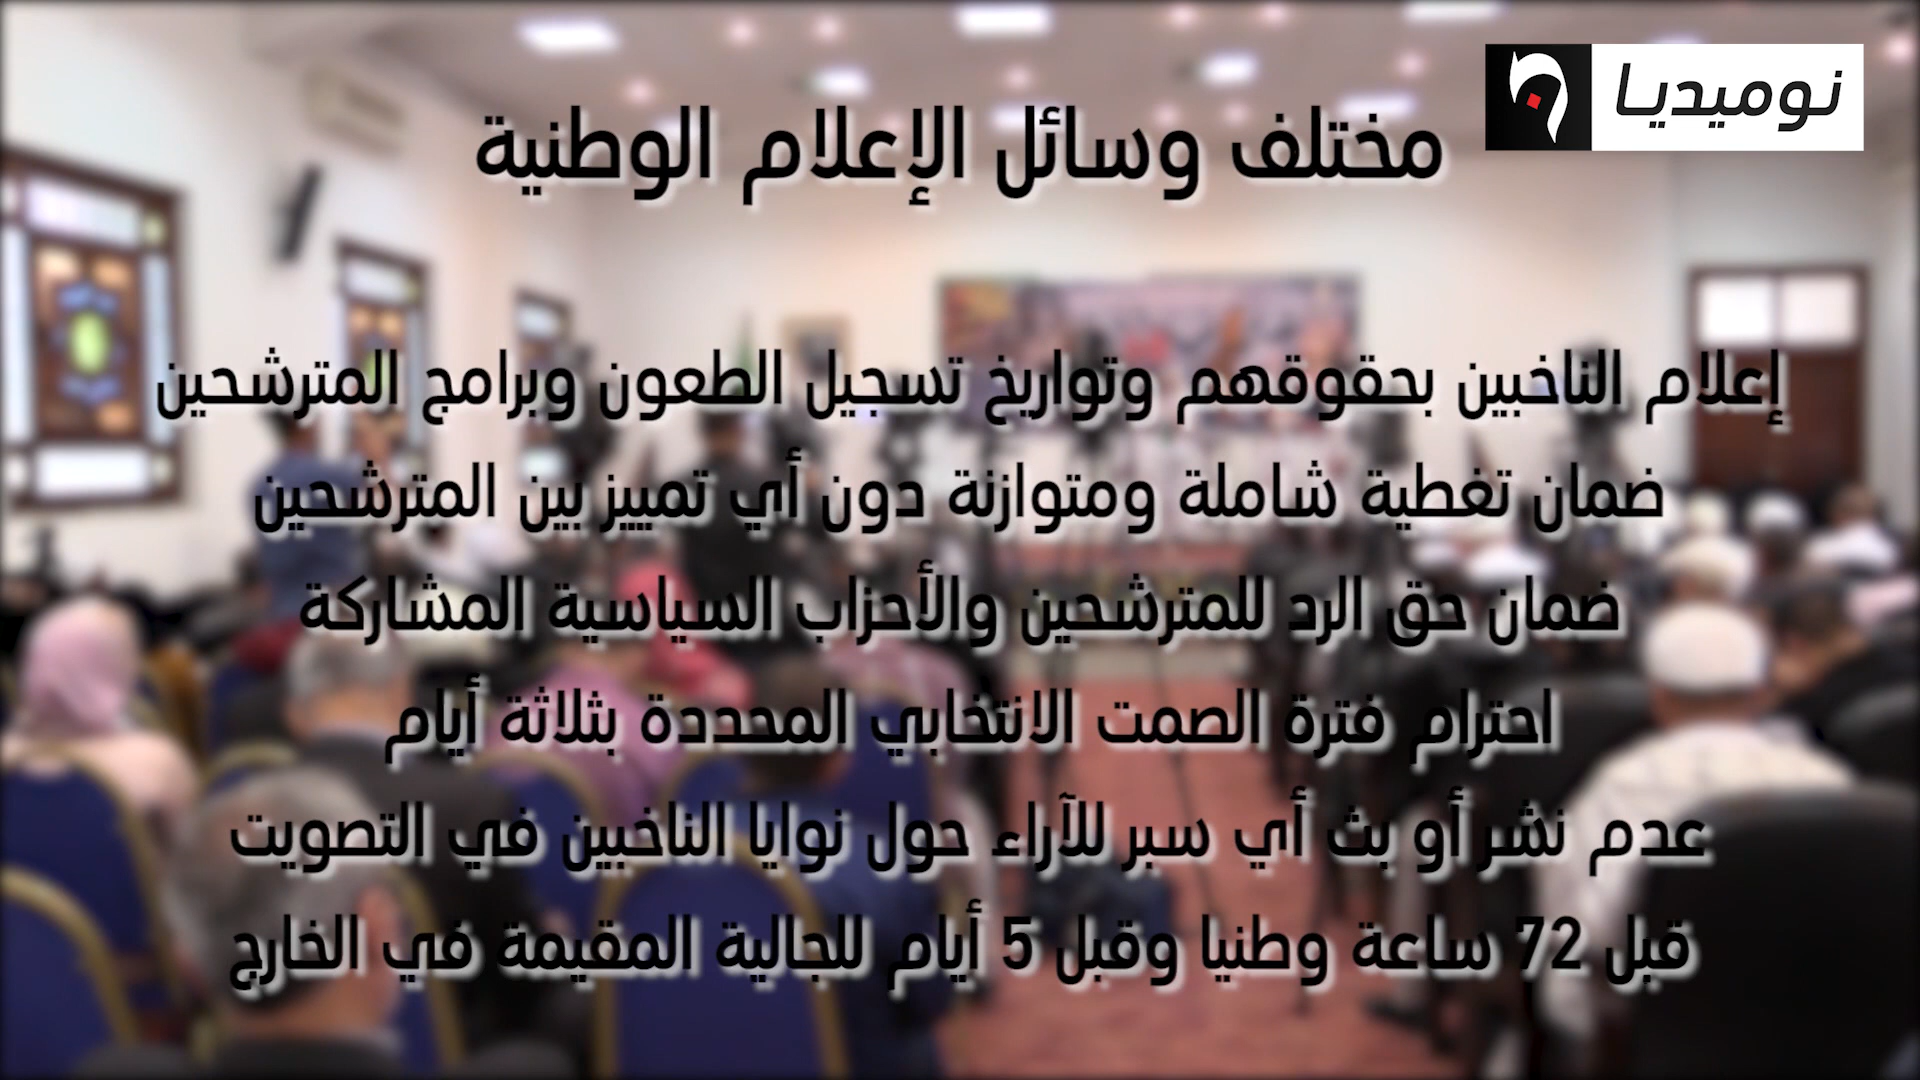 نوميديا
مختلف وسائل الإعلام الوطنية
إعلام الناخبين بحقوقهم وتواريخ تسجيل الطعون وبرامج المترشحين
ضمان تغطية شاملة ومتوازنة دون أي تمييز بين المترشحين
ضمان حق الرد للمترشحين والأحزاب السياسية المشاركة
احترام فترة الصمت الانتخابي المحددة بثلاثة أيام
عدم نشر أو بث أي سبر للآراء حول نوايا الناخبين في التصويت
قبل 72 ساعة وطنيا وقبل 5 أيام للجالية المقيمة في الخارج